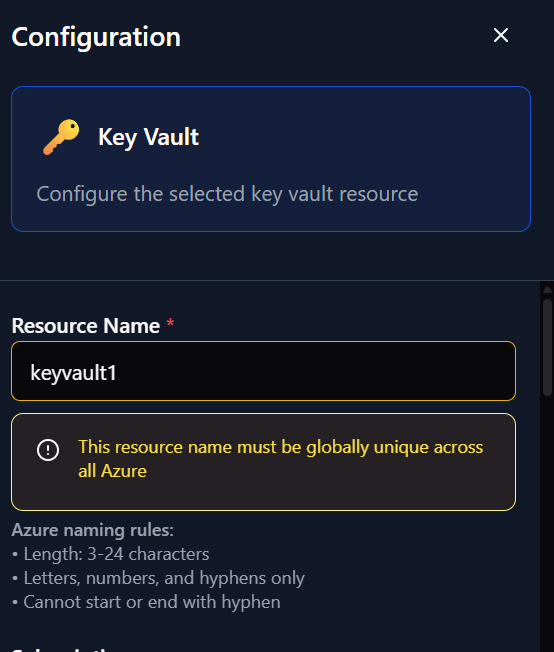 Configuration
Key Vault
Configure the selected key vault resource
Resource Name *
keyvault1
This resource name must be globally unique across
all Azure
Azure naming rules:
• Length: 3-24 characters
• Letters, numbers, and hyphens only
• Cannot start or end with hyphen